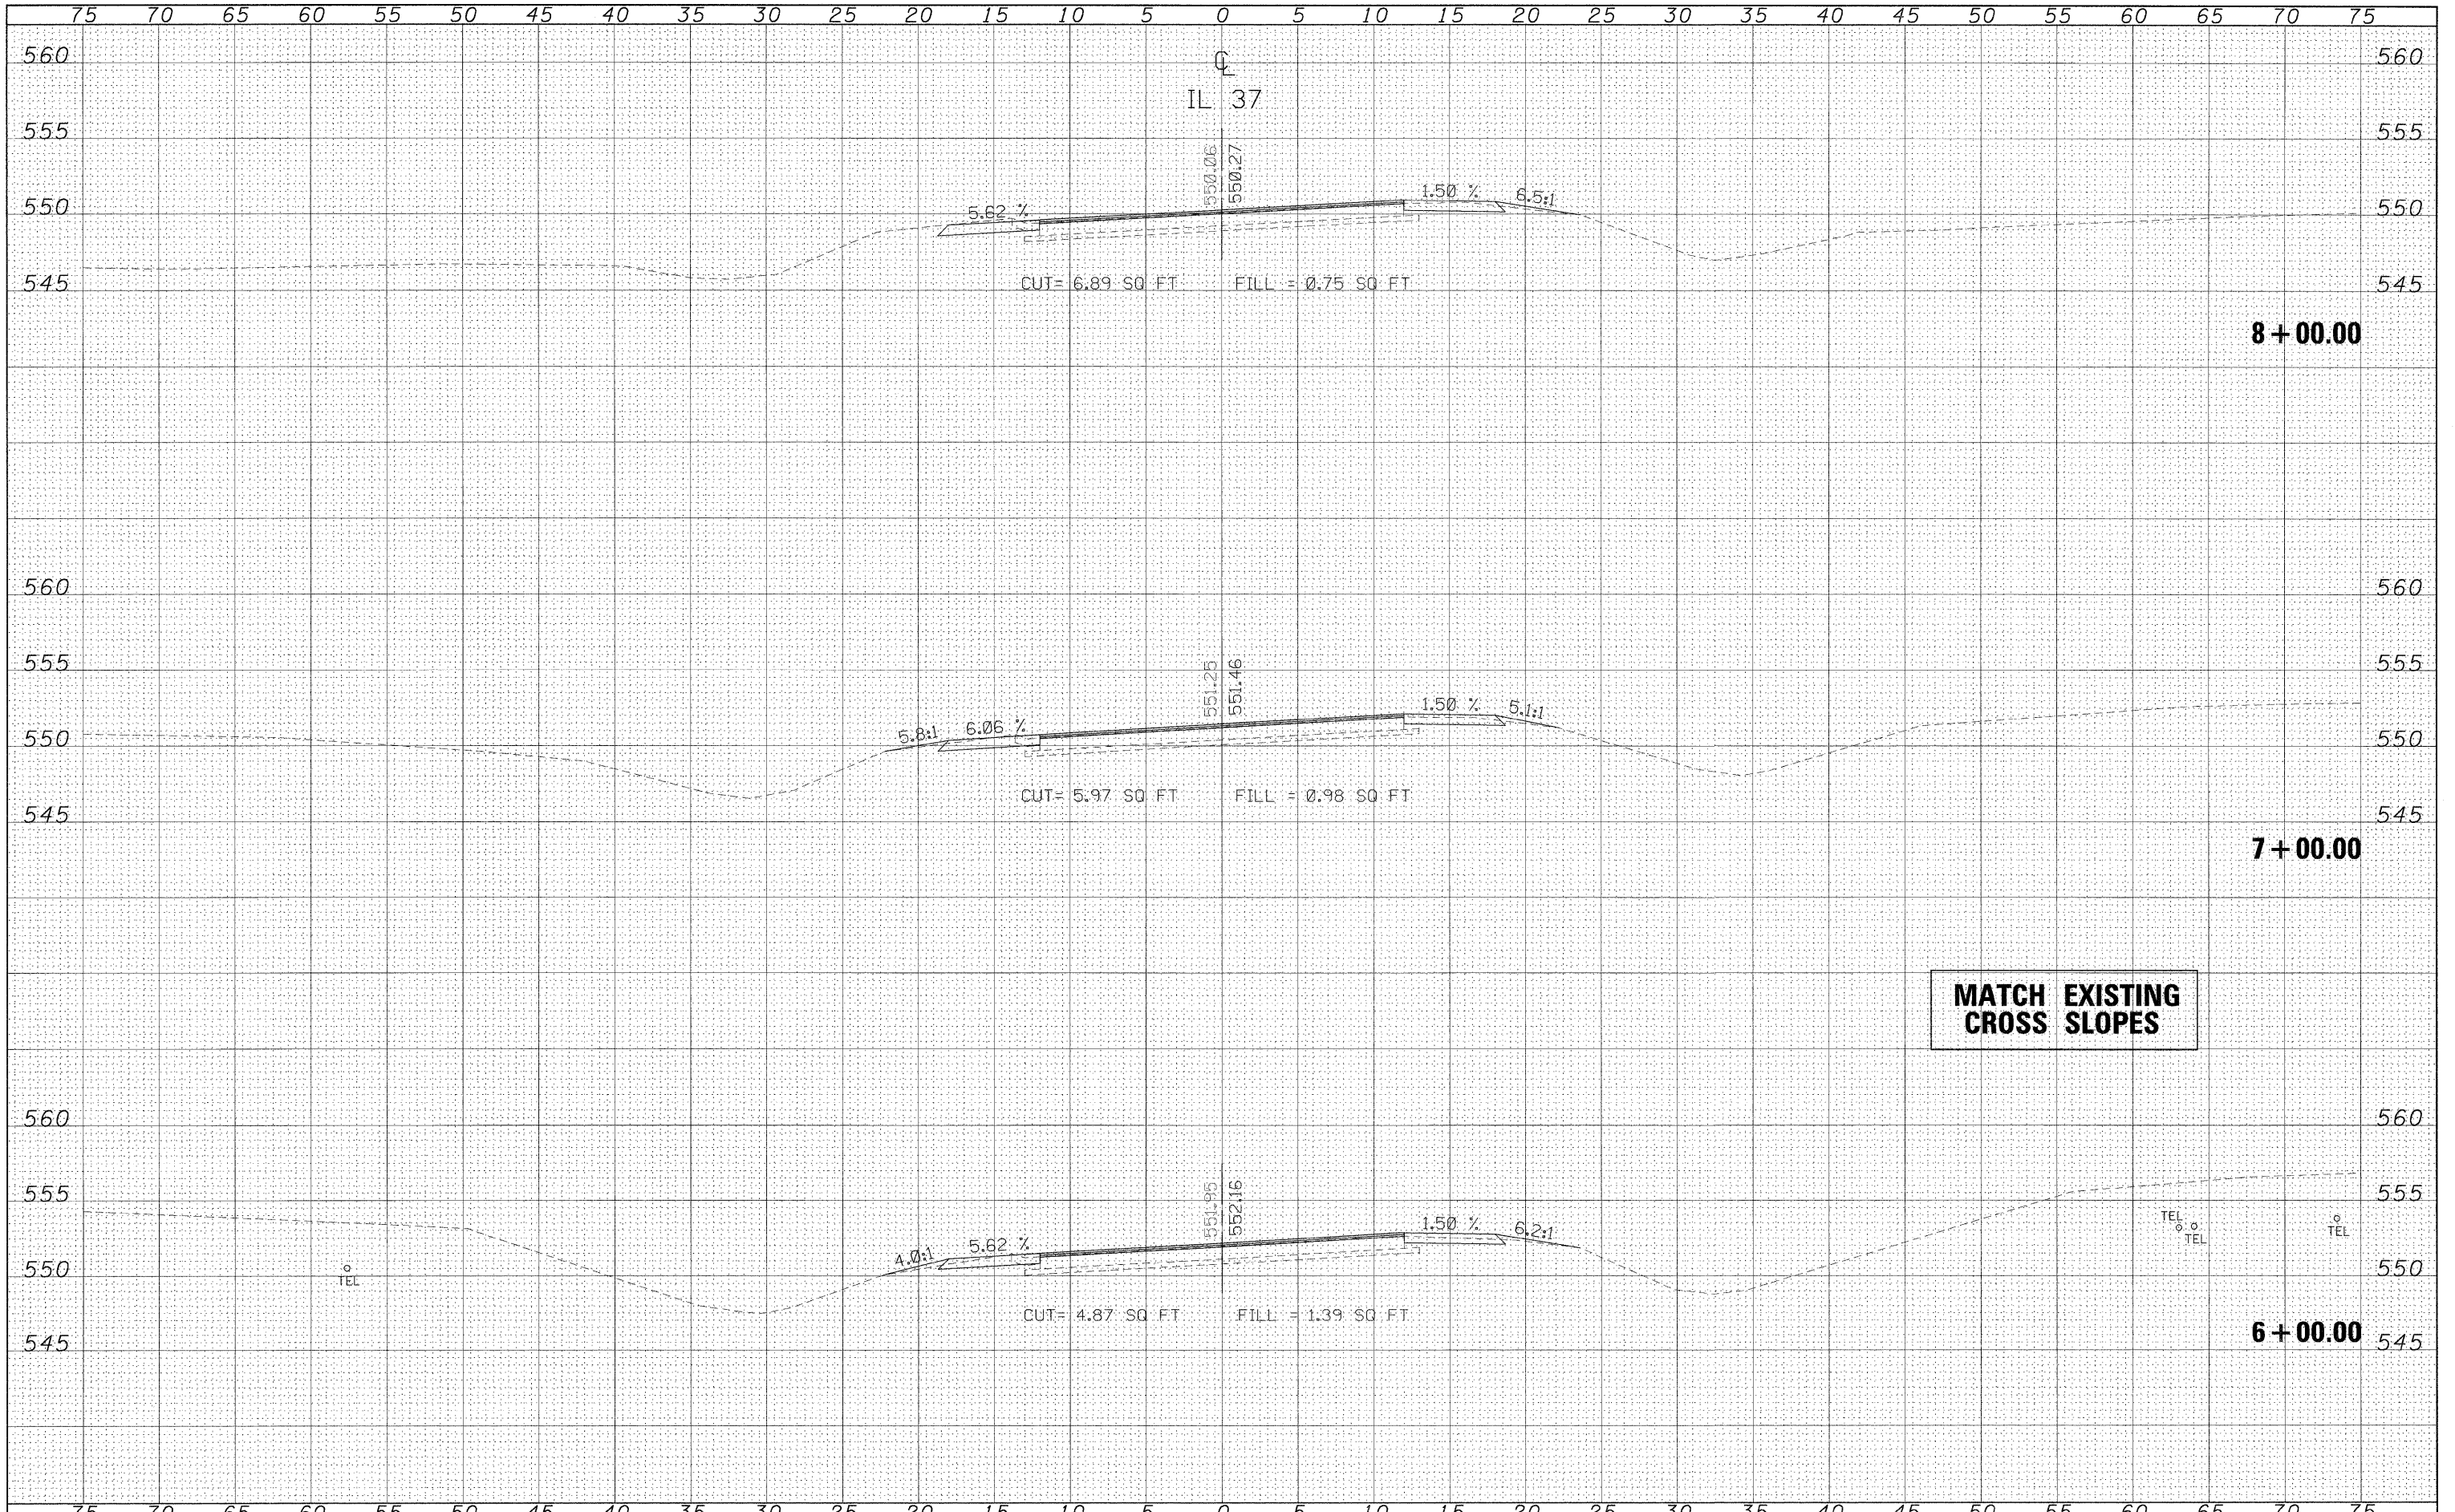 75 70 65 60 55 50 45 40 35 30 25 20 15 10 5 0 5 10 15 20 25 30 35 40 45 50 55 60 65 70 75
560 ℄ 560
IL 37
555 555
550.06 550.27
550 5.62 % 1.50 % 6.5:1 550
545 CUT= 6.89 SQ FT FILL = 0.75 SQ FT 545
8+00.00
560 560
555 555
551.25 551.46
550 5.8:1 6.06 % 1.50 % 5.1:1 550
CUT= 5.97 SQ FT FILL = 0.98 SQ FT
545 545
7+00.00
MATCH EXISTING
CROSS SLOPES
560 560
555 555
551.95 552.16
TEL
TEL
TEL
4.0:1 5.62 % 1.50 % 6.2:1
550 550
TEL
CUT= 4.87 SQ FT FILL = 1.39 SQ FT
6+00.00
545 545
75 70 65 60 55 50 45 40 35 30 25 20 15 10 5 0 5 10 15 20 25 30 35 40 45 50 55 60 65 70 75